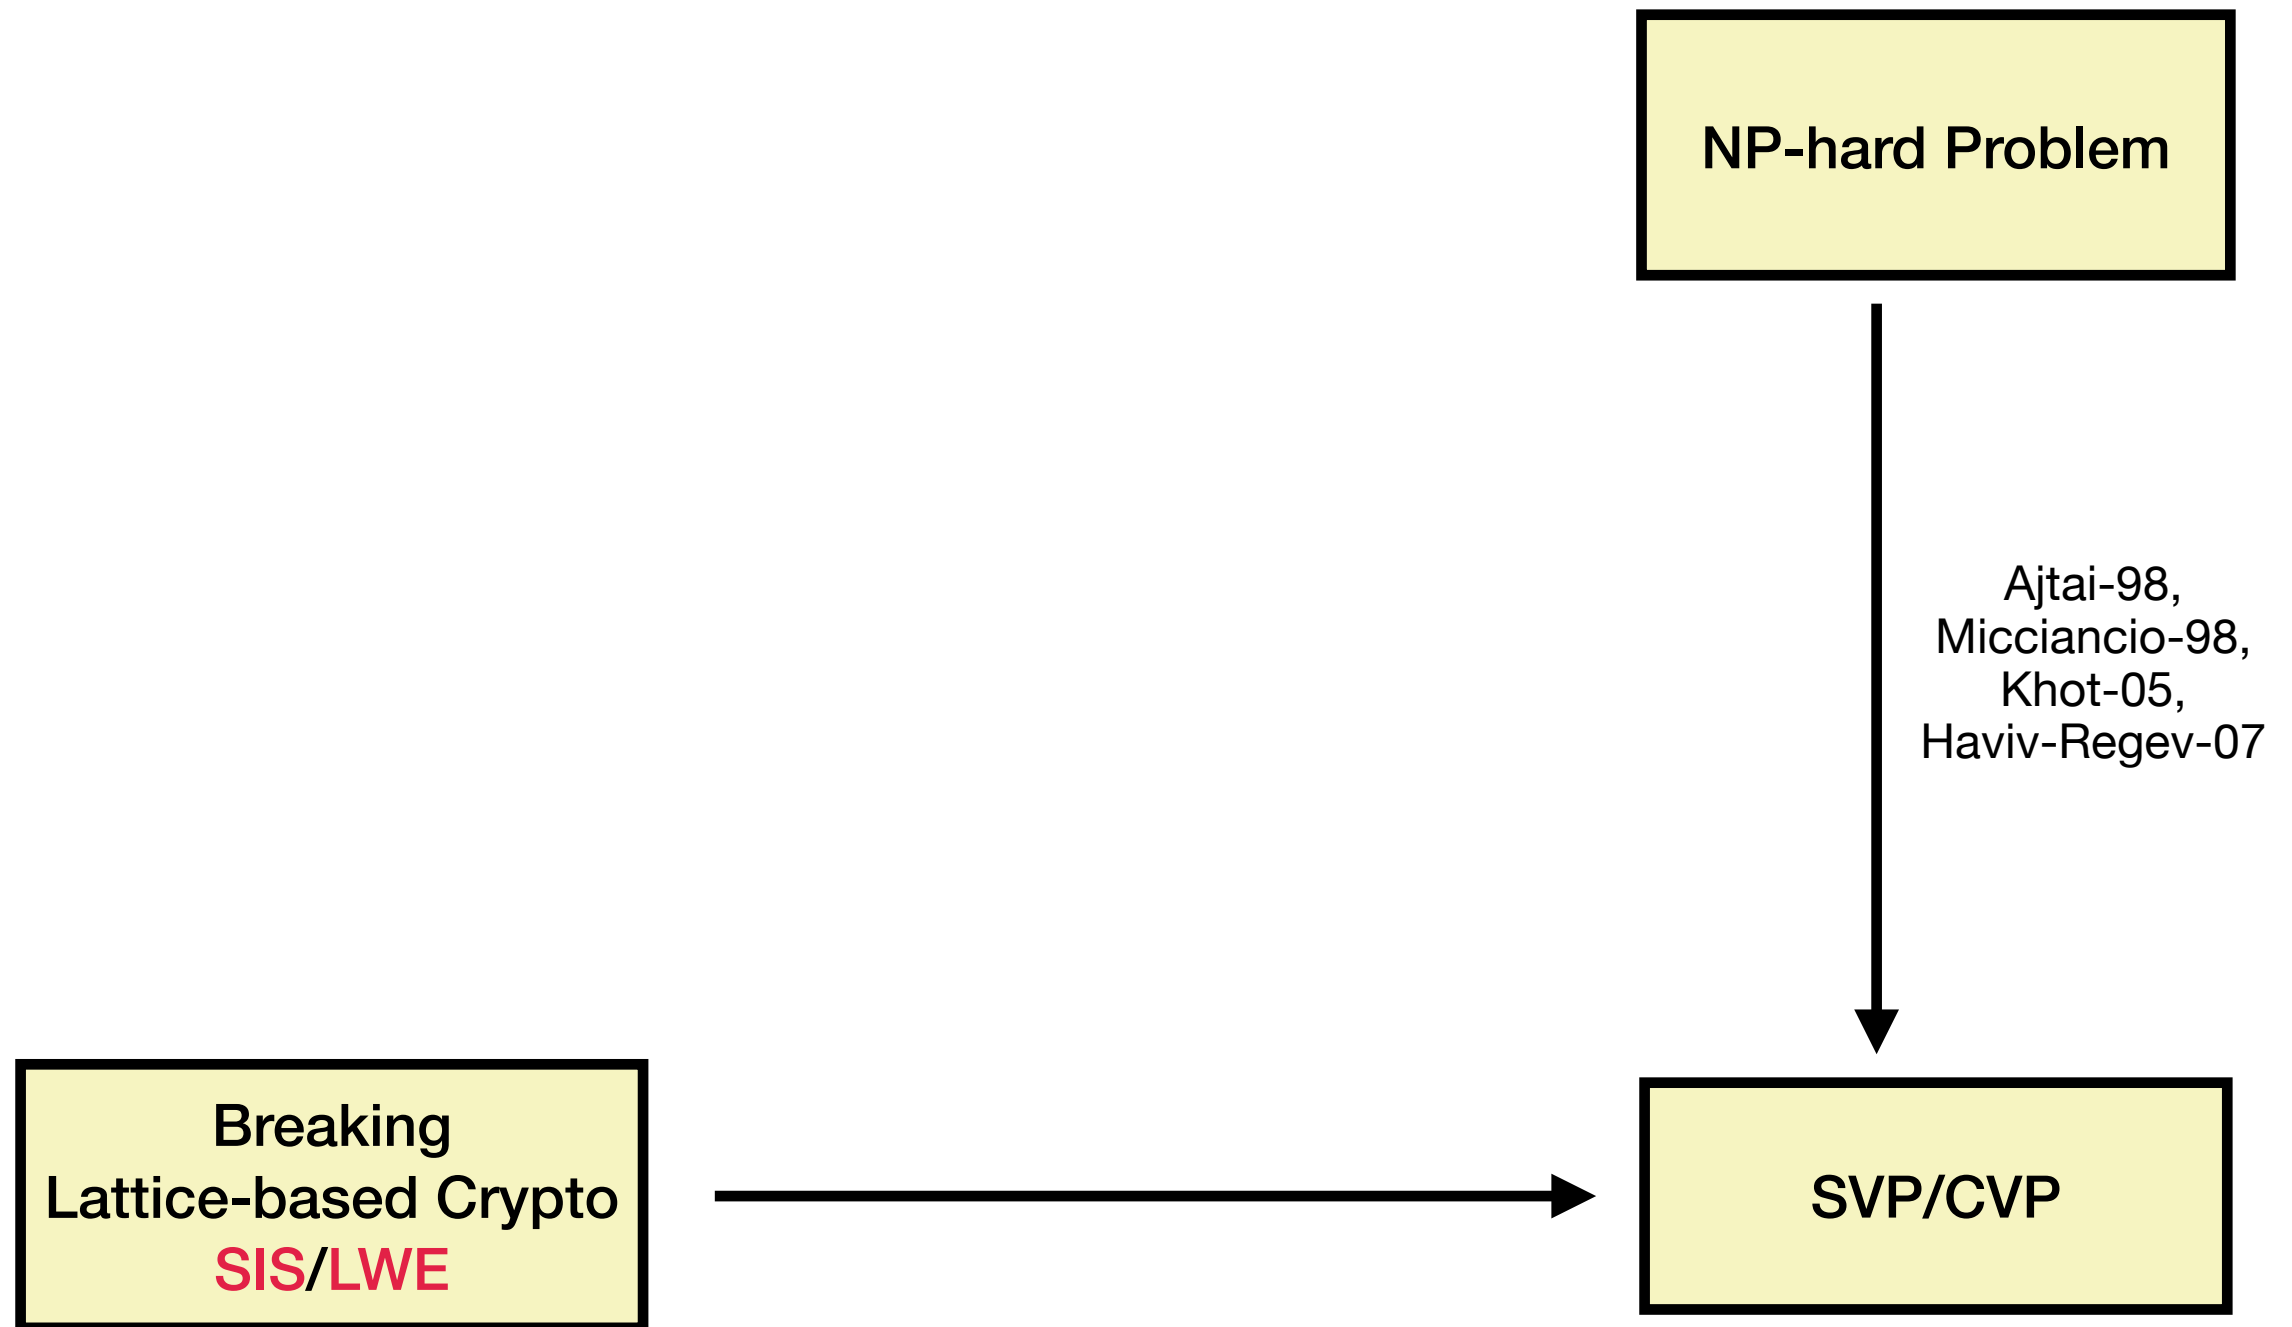 NP-hard Problem
Ajtai-98,
Micciancio-98,
Khot-05,
Haviv-Regev-07
Breaking
Lattice-based Crypto
SIS/LWE
SVP/CVP